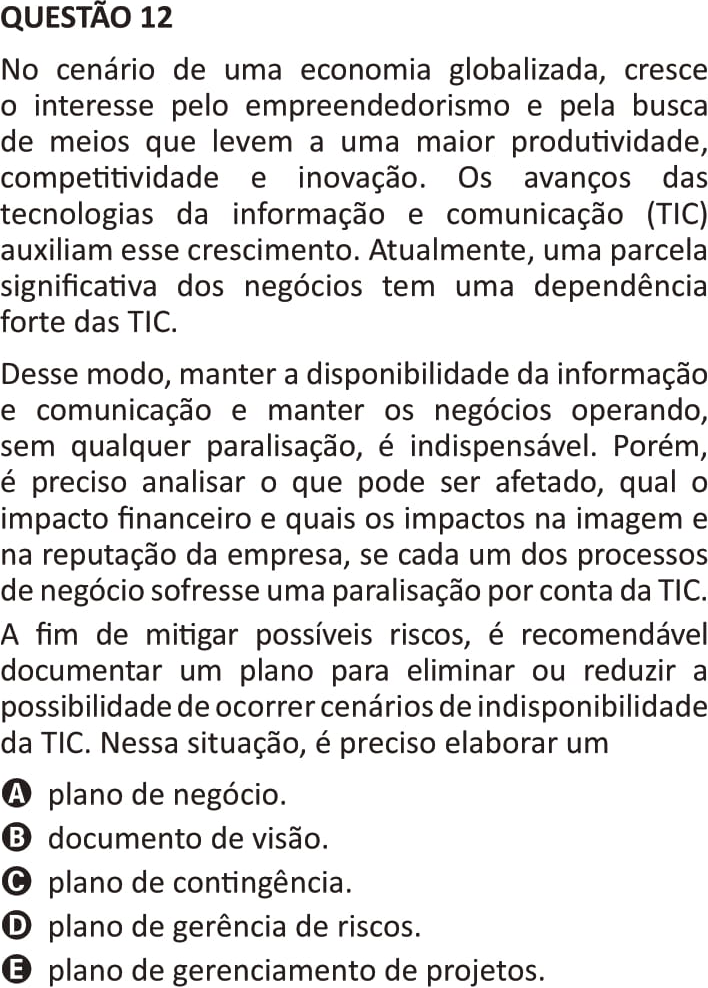 QUESTÃO 12
No cenário de uma economia globalizada, cresce
o interesse pelo empreendedorismo e pela busca
de meios que levem a uma maior produtividade,
competitividade e inovação. Os avanços das
tecnologias da informação e comunicação (TIC)
auxiliam esse crescimento. Atualmente, uma parcela
significativa dos negócios tem uma dependência
forte das TIC.
Desse modo, manter a disponibilidade da informação
e comunicação e manter os negócios operando,
sem qualquer paralisação, é indispensável. Porém,
é preciso analisar o que pode ser afetado, qual o
impacto financeiro e quais os impactos na imagem e
na reputação da empresa, se cada um dos processos
de negócio sofresse uma paralisação por conta da TIC.
A fim de mitigar possíveis riscos, é recomendável
documentar um plano para eliminar ou reduzir a
possibilidade de ocorrer cenários de indisponibilidade
da TIC. Nessa situação, é preciso elaborar um
A plano de negócio.
B documento de visão.
C plano de contingência.
D plano de gerência de riscos.
E plano de gerenciamento de projetos.